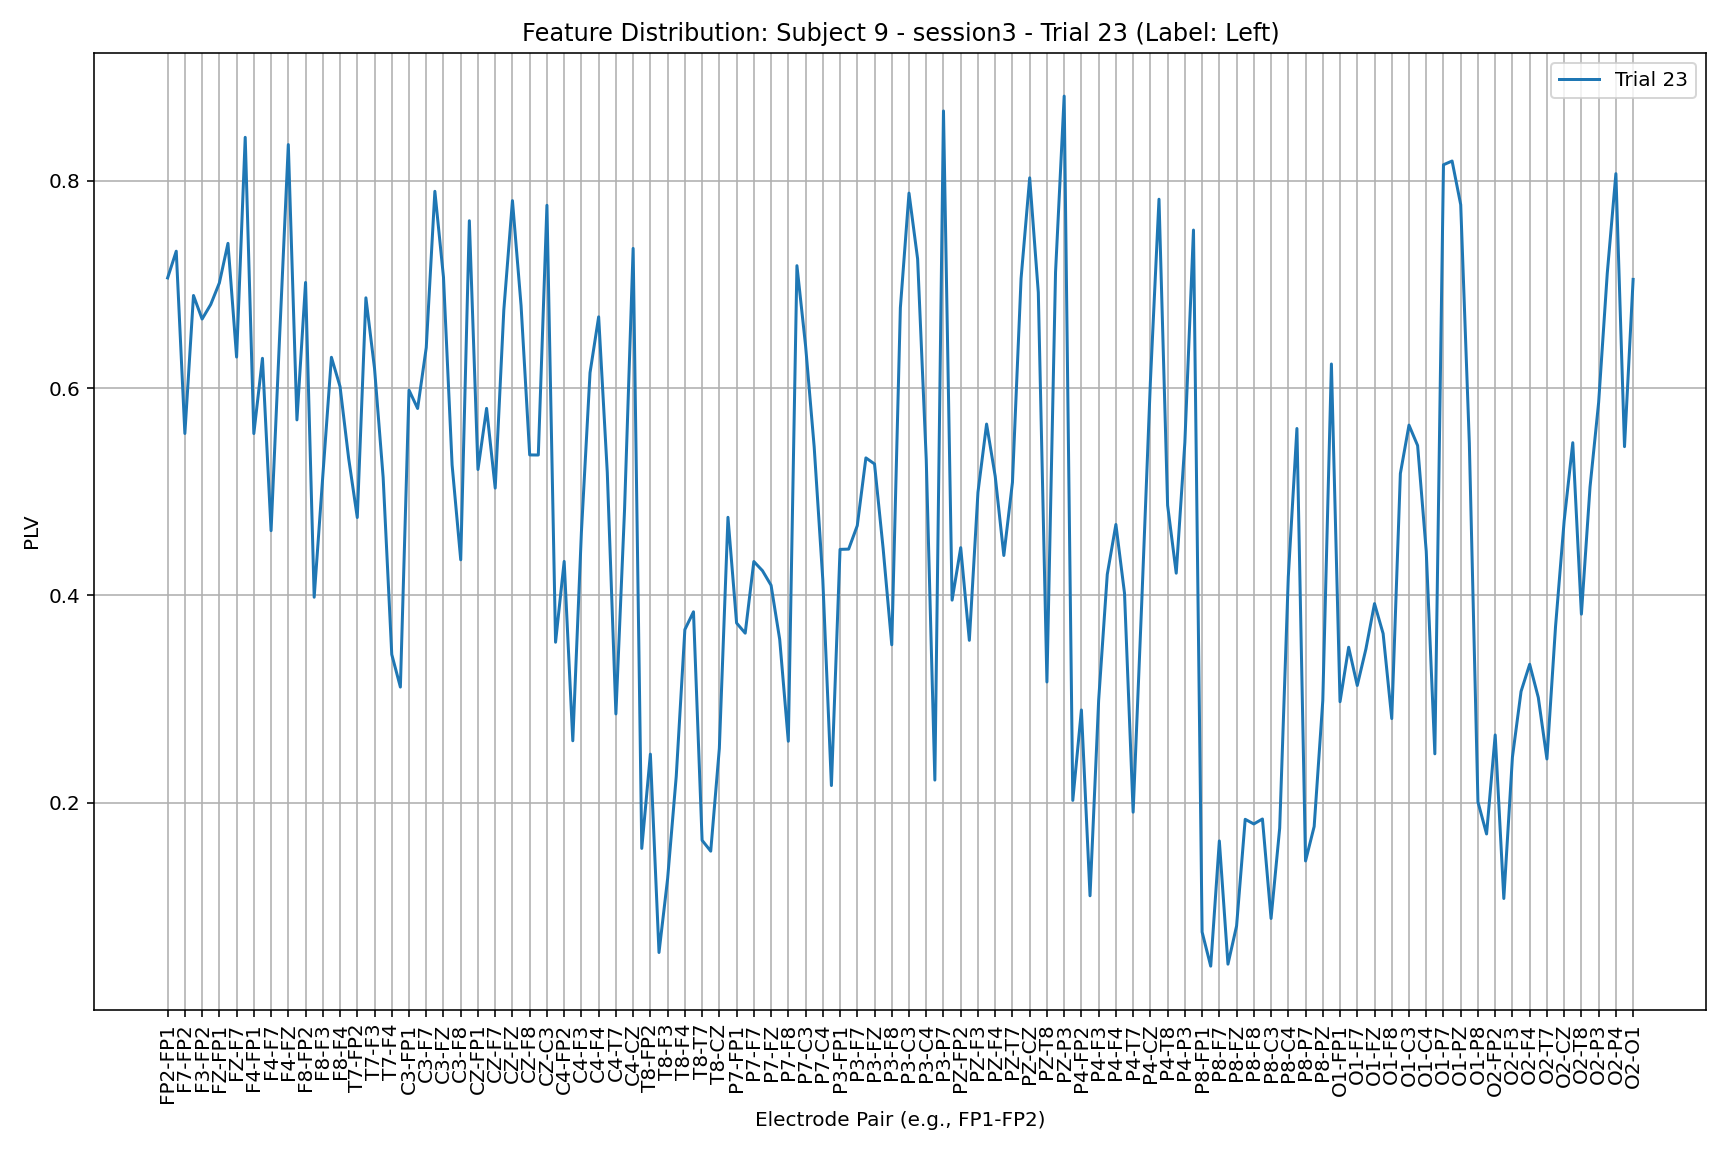 Feature Distribution: Subject 9 - session3 - Trial 23 (Label: Left)
Trial 23
PLV
0.8
0.6
0.4
0.2
FP2-FP1
F7-FP2
F3-FP2
FZ-FP1
FZ-F7
F4-FP1
F4-F7
F4-FZ
F8-FP2
F8-F3
F8-F4
T7-FP2
T7-F3
T7-F4
C3-FP1
C3-F7
C3-FZ
C3-F8
CZ-FP1
CZ-F7
CZ-FZ
CZ-F8
CZ-C3
C4-FP2
C4-F3
C4-F4
C4-T7
C4-CZ
T8-FP2
T8-F3
T8-F4
T8-T7
T8-CZ
P7-FP1
P7-F7
P7-FZ
P7-F8
P7-C3
P7-C4
P3-FP1
P3-F7
P3-FZ
P3-F8
P3-C3
P3-C4
P3-P7
PZ-FP2
PZ-F3
PZ-F4
PZ-T7
PZ-CZ
PZ-T8
PZ-P3
P4-FP2
P4-F3
P4-F4
P4-T7
P4-CZ
P4-T8
P4-P3
P8-FP1
P8-F7
P8-FZ
P8-F8
P8-C3
P8-C4
P8-P7
P8-PZ
O1-FP1
O1-F7
O1-FZ
O1-F8
O1-C3
O1-C4
O1-P7
O1-PZ
O1-P8
O2-FP2
O2-F3
O2-F4
O2-T7
O2-CZ
O2-T8
O2-P3
O2-P4
O2-O1
Electrode Pair (e.g., FP1-FP2)